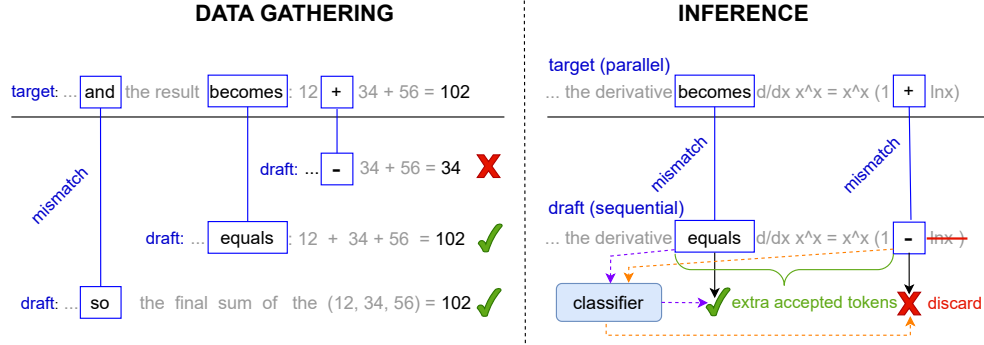 DATA GATHERING
target: ... and the result becomes : 12 + 34 + 56 = 102
mismatch
draft: ... - 34 + 56 = 34
draft: ... equals : 12 + 34 + 56 = 102
draft: ... so the final sum of the (12, 34, 56) = 102
INFERENCE
target (parallel)
... the derivative becomes d/dx x^x = x^x (1 + lnx)
mismatch mismatch
draft (sequential)
... the derivative equals d/dx x^x = x^x (1 - lnx )
classifier extra accepted tokens discard